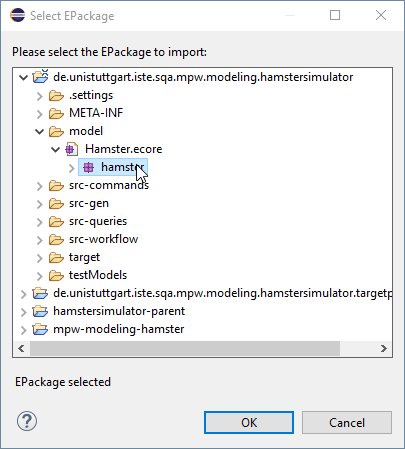 Select EPackage
Please select the EPackage to import:
de.unistuttgart.iste.sqa.mpw.modeling.hamstersimulator
.settings
META-INF
model
Hamster.ecore
hamster
src-commands
src-gen
src-queries
src-workflow
target
testModels
de.unistuttgart.iste.sqa.mpw.modeling.hamstersimulator.targetp
hamstersimulator-parent
mpw-modeling-hamster
EPackage selected
?
OK Cancel